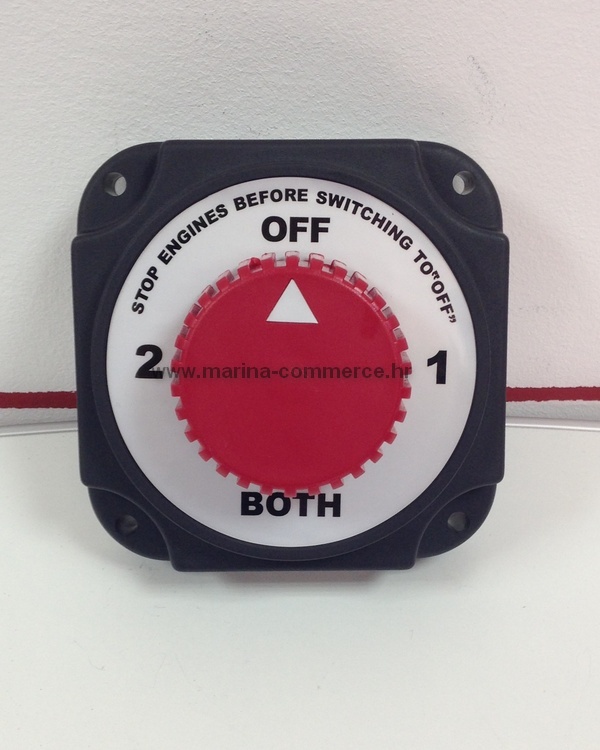 STOP ENGINES BEFORE SWITCHING TO"OFF”
OFF
2
1
www.marina-commerce.hr
BOTH